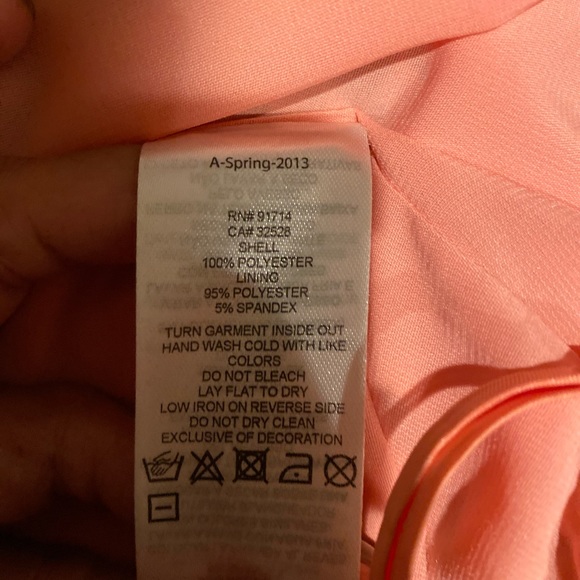 A-Spring-2013
RN# 91714
CA# 32528
SHELL
100% POLYESTER
LINING
95% POLYESTER
5% SPANDEX
TURN GARMENT INSIDE OUT
HAND WASH COLD WITH LIKE
COLORS
DO NOT BLEACH
LAY FLAT TO DRY
LOW IRON ON REVERSE SIDE
DO NOT DRY CLEAN
EXCLUSIVE OF DECORATION